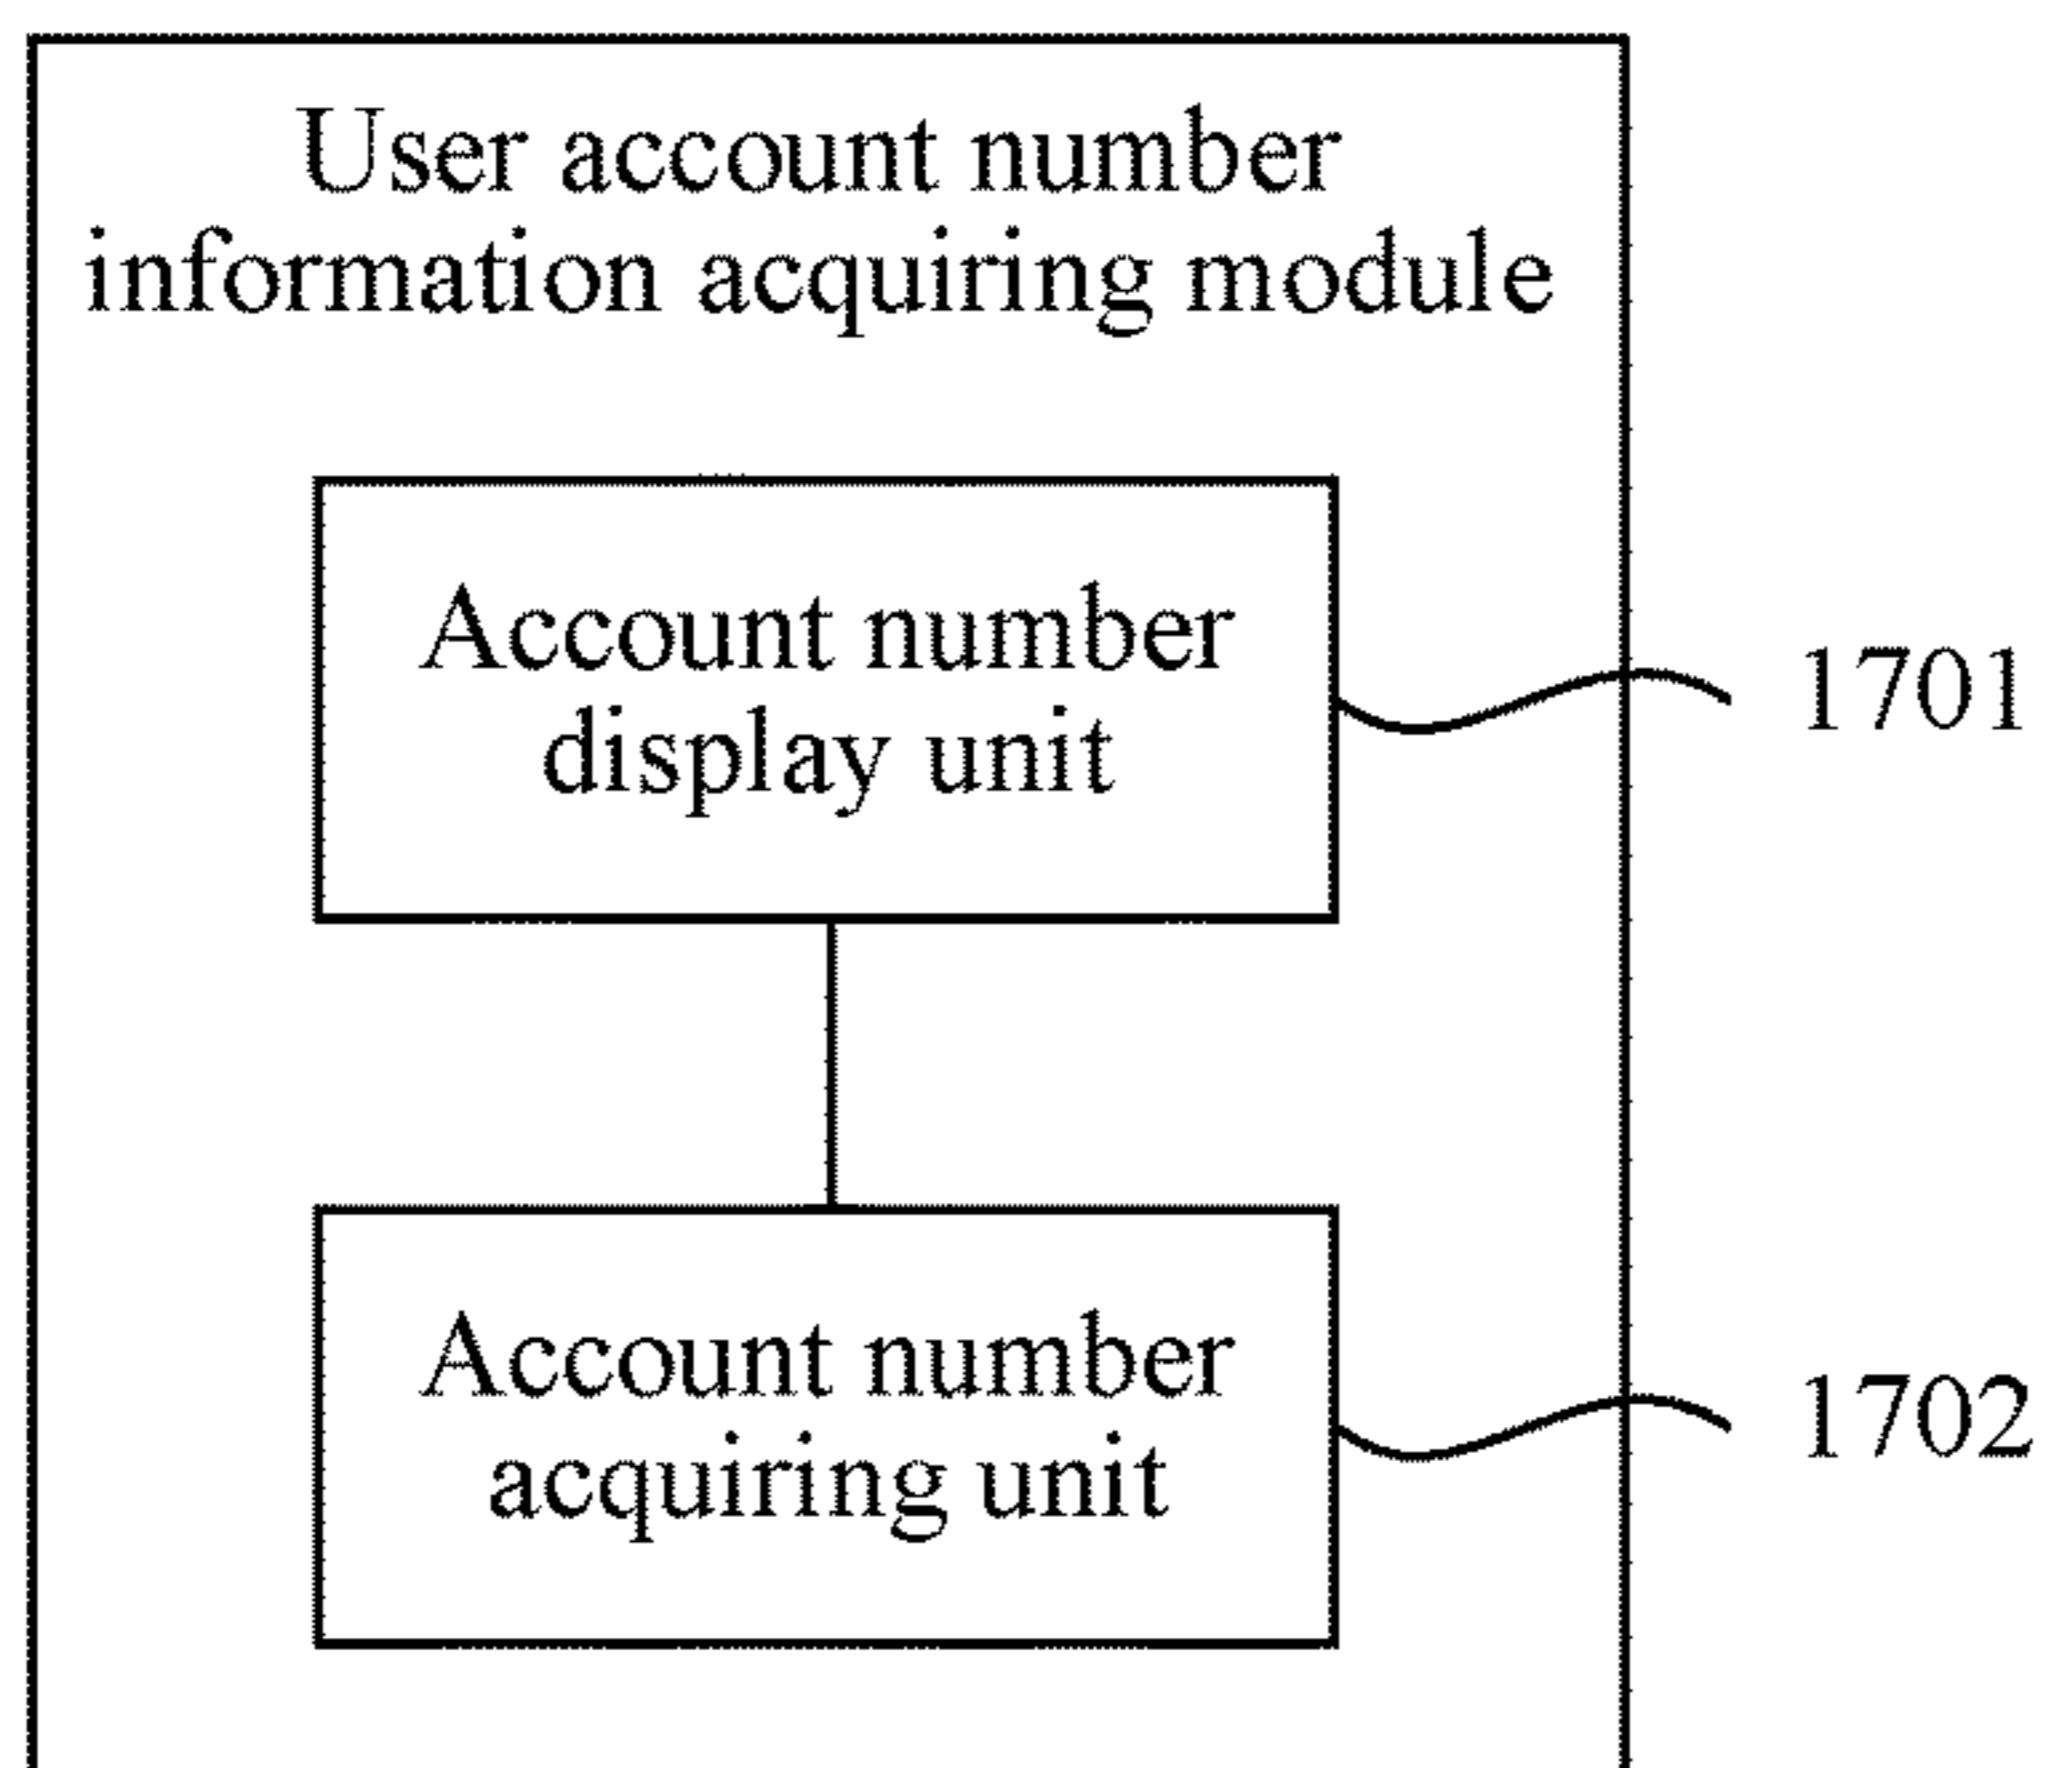 User account number
information acquiring module
Account number
display unit
1701
Account number
acquiring unit
1702